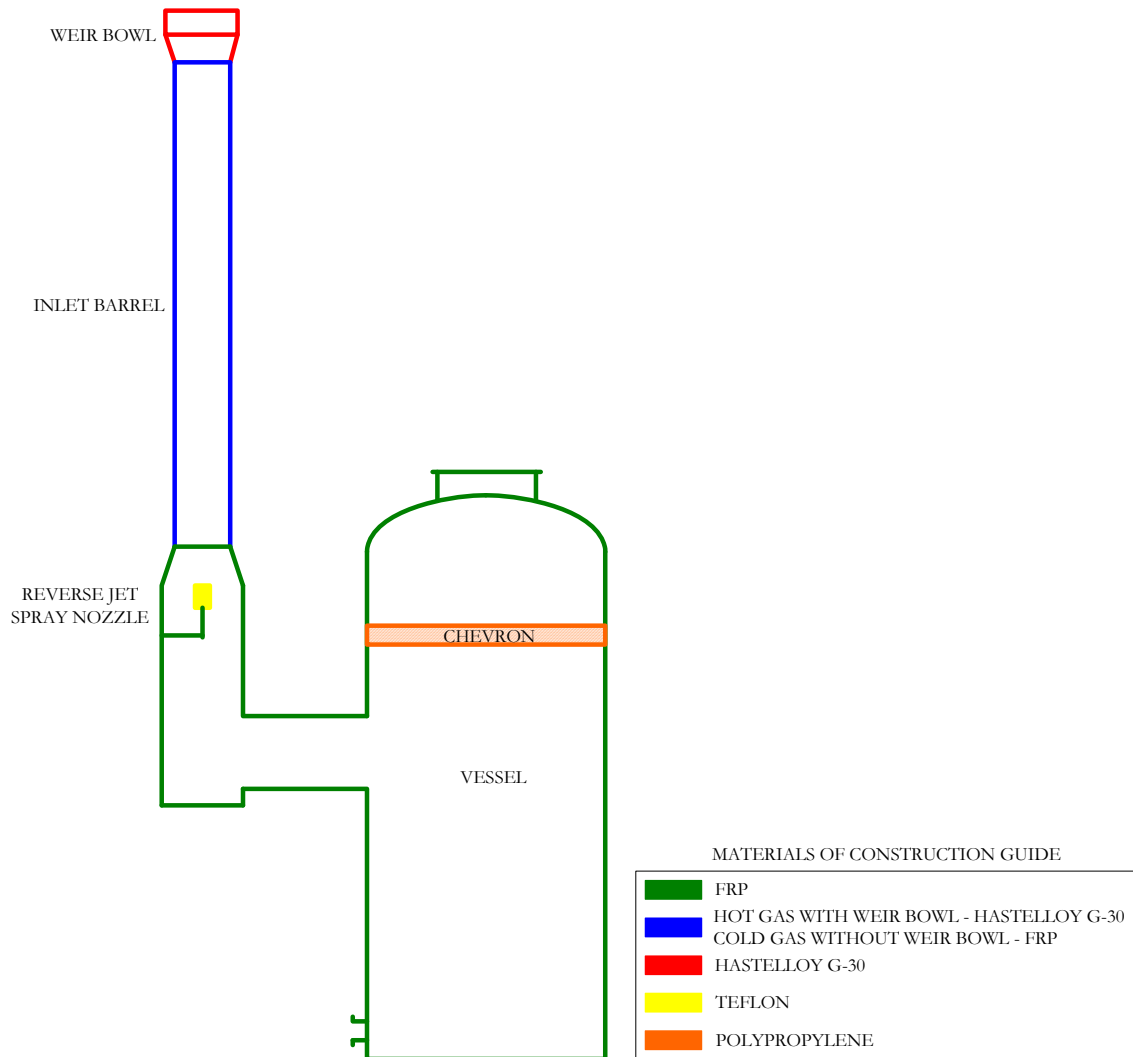 WEIR BOWL
INLET BARREL
REVERSE JET
SPRAY NOZZLE
CHEVRON
VESSEL
MATERIALS OF CONSTRUCTION GUIDE
FRP
HOT GAS WITH WEIR BOWL - HASTELLOY G-30
COLD GAS WITHOUT WEIR BOWL - FRP
HASTELLOY G-30
TEFLON
POLYPROPYLENE